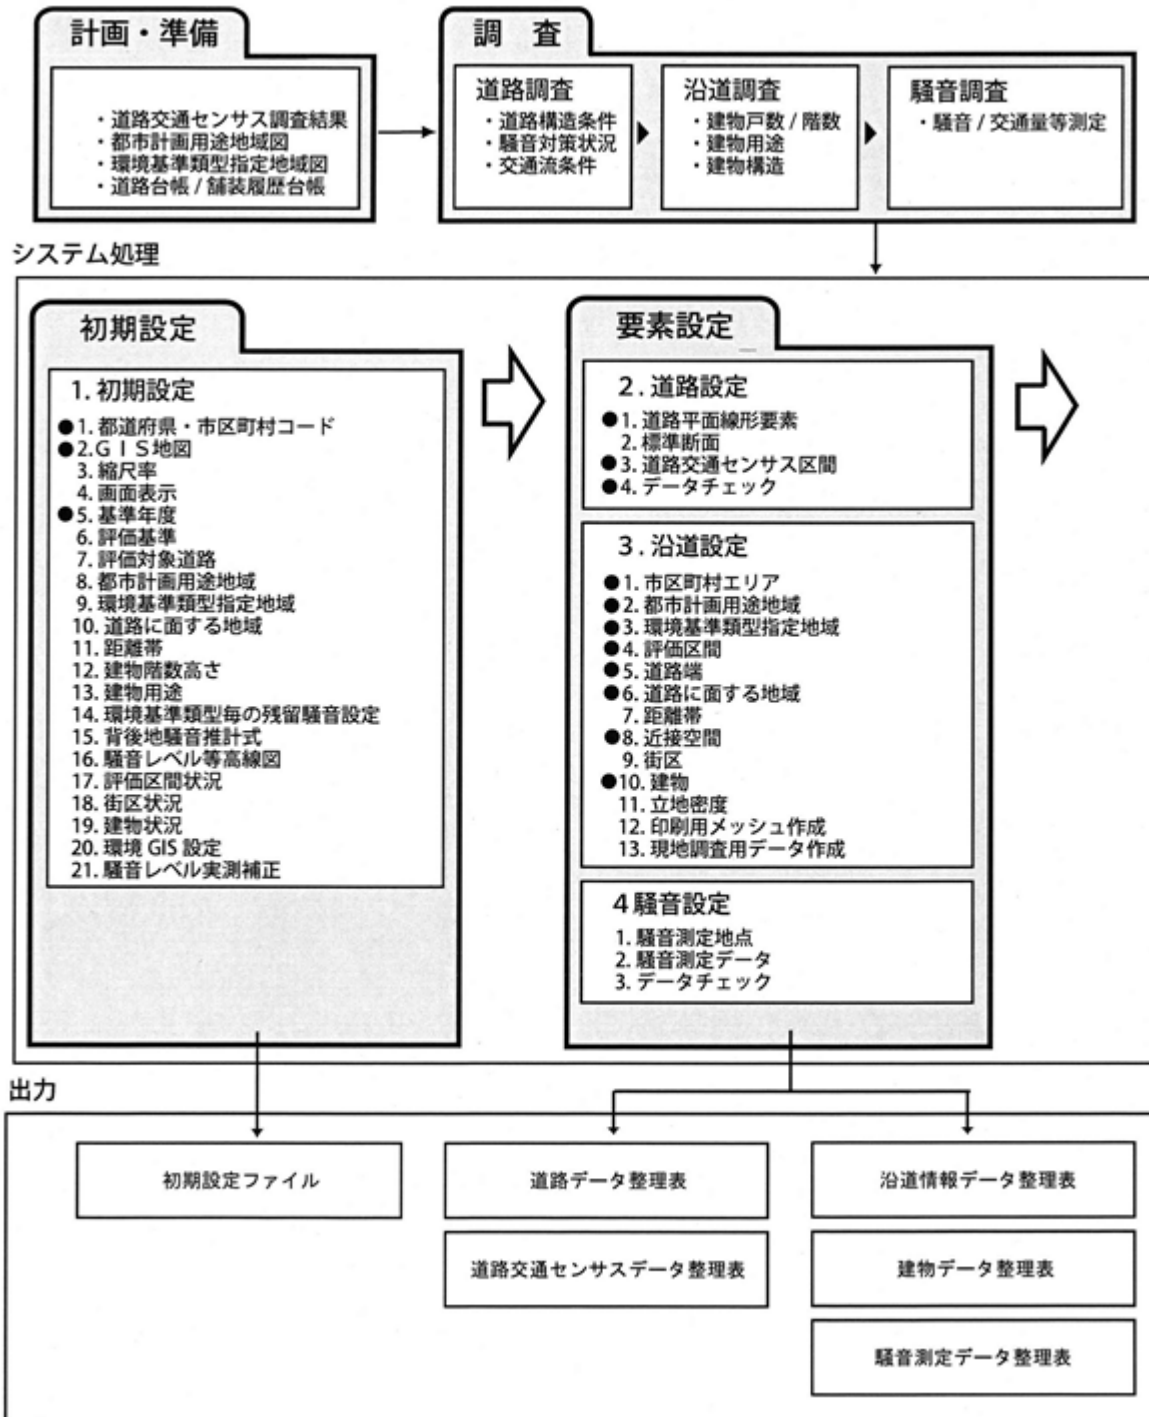 計画・準備
・道路交通センサス調査結果
・都市計画用途地域図
・環境基準類型指定地域図
・道路台帳 / 舗装履歴台帳
調 査
道路調査
・道路構造条件
・騒音対策状況
・交通流条件
沿道調査
・建物戸数 / 階数
・建物用途
・建物構造
騒音調査
・騒音 / 交通量等測定
システム処理
初期設定
1. 初期設定
●1. 都道府県・市区町村コード
●2.GIS地図
3. 縮尺率
4. 画面表示
●5. 基準年度
6. 評価基準
7. 評価対象道路
8. 都市計画用途地域
9. 環境基準類型指定地域
10. 道路に面する地域
11. 距離帯
12. 建物階数高さ
13. 建物用途
14. 環境基準類型毎の残留騒音設定
15. 背後地騒音推計式
16. 騒音レベル等高線図
17. 評価区間状況
18. 街区状況
19. 建物状況
20. 環境 GIS 設定
21. 騒音レベル実測補正
要素設定
2. 道路設定
●1. 道路平面線形要素
2. 標準断面
●3. 道路交通センサス区間
●4. データチェック
3. 沿道設定
●1. 市区町村エリア
●2. 都市計画用途地域
●3. 環境基準類型指定地域
●4. 評価区間
●5. 道路端
●6. 道路に面する地域
7. 距離帯
●8. 近接空間
9. 街区
●10. 建物
11. 立地密度
12. 印刷用メッシュ作成
13. 現地調査用データ作成
4 騒音設定
1. 騒音測定地点
2. 騒音測定データ
3. データチェック
出力
初期設定ファイル
道路データ整理表
道路交通センサスデータ整理表
沿道情報データ整理表
建物データ整理表
騒音測定データ整理表